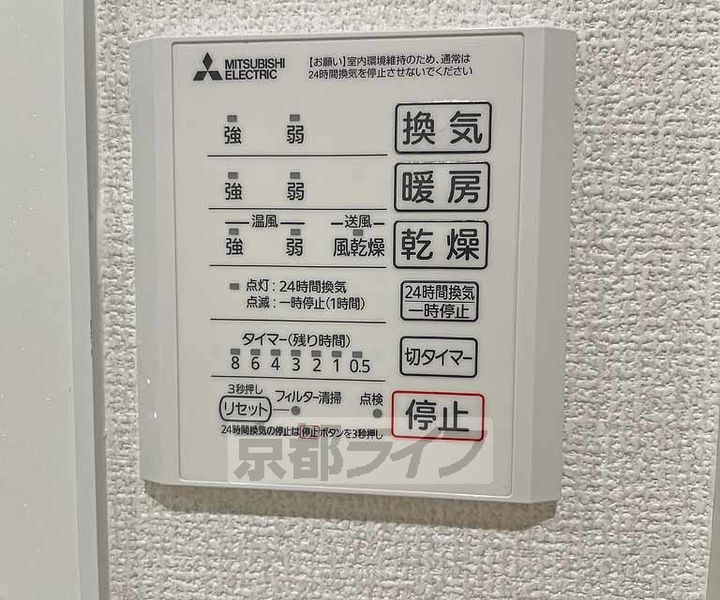 MITSUBISHI
ELECTRIC
【お願い】室内環境維持のため、通常は
24時間換気を停止させないでください
強 弱 換気
強 弱 暖房
温風 送風
強 弱 風乾燥 乾燥
点灯:24時間換気
点滅:一時停止(1時間)
24時間換気
一時停止
タイマー(残り時間)
8 6 4 3 2 1 0.5
切タイマー
3秒押し
リセット フィルター清掃 点検
停止
24時間換気の停止は停止ボタンを3秒押し
京都ライフ